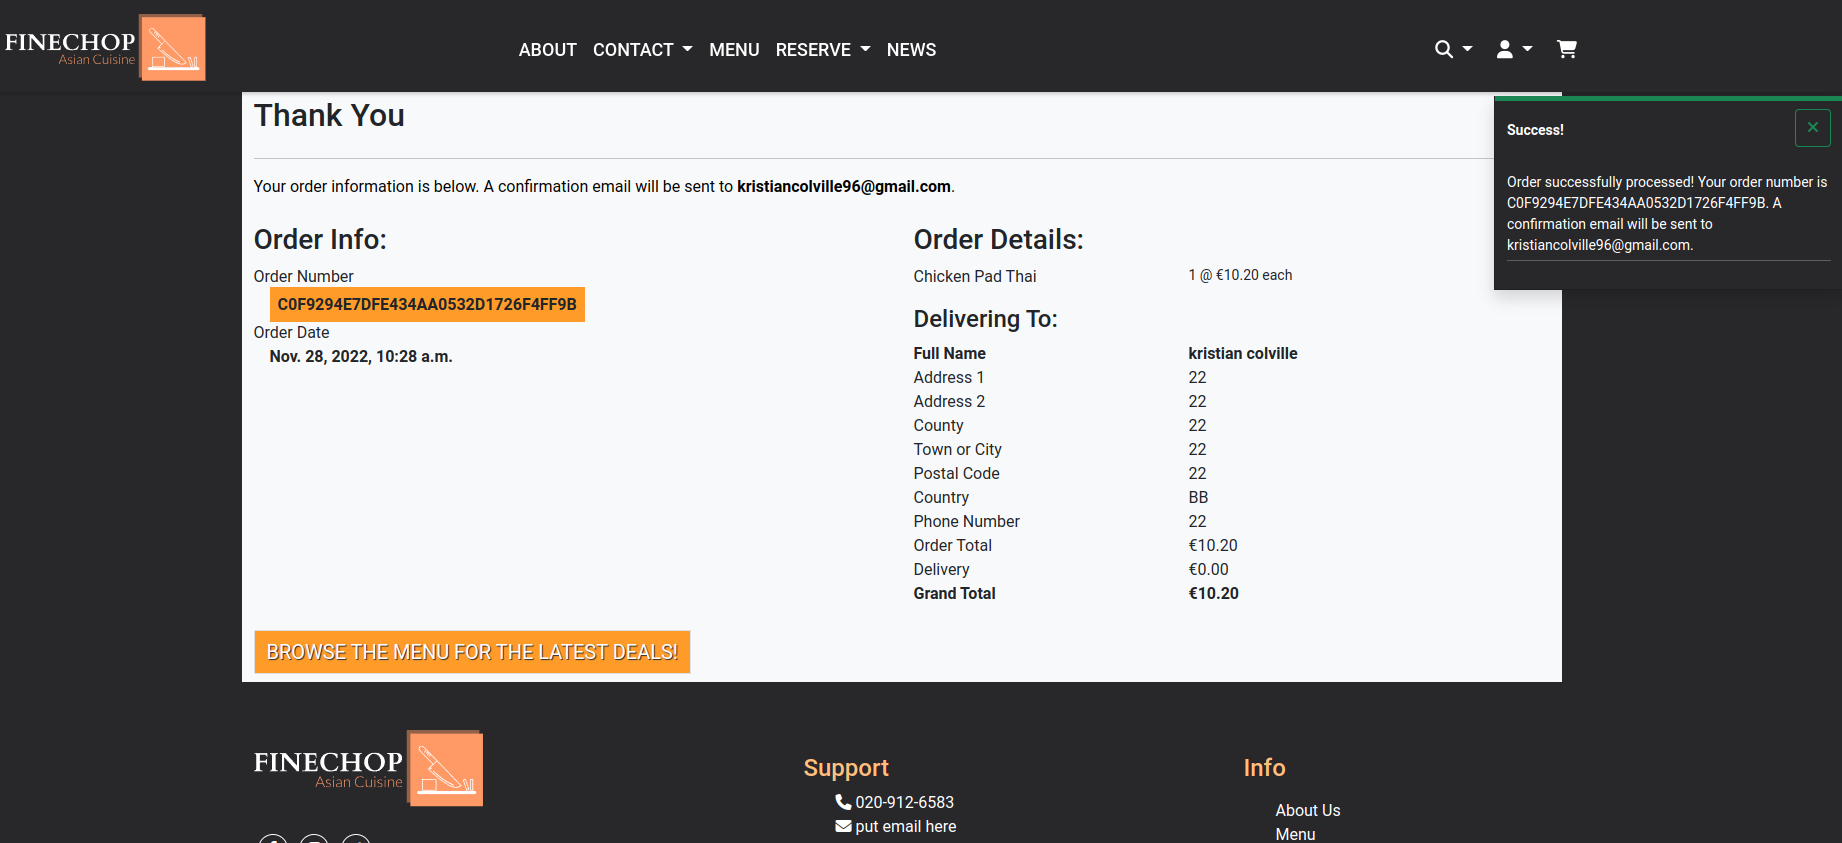 FINECHOP
Asian Cuisine
ABOUT CONTACT MENU RESERVE NEWS
Thank You
Your order information is below. A confirmation email will be sent to kristiancolville96@gmail.com.
Order Info:
Order Number
C0F9294E7DFE434AA0532D1726F4FF9B
Order Date
Nov. 28, 2022, 10:28 a.m.
Order Details:
Chicken Pad Thai 1 @ €10.20 each
Delivering To:
Full Name kristian colville
Address 1 22
Address 2 22
County 22
Town or City 22
Postal Code 22
Country BB
Phone Number 22
Order Total €10.20
Delivery €0.00
Grand Total €10.20
BROWSE THE MENU FOR THE LATEST DEALS!
Success!
Order successfully processed! Your order number is
C0F9294E7DFE434AA0532D1726F4FF9B. A
confirmation email will be sent to
kristiancolville96@gmail.com.
FINECHOP
Asian Cuisine
Support
020-912-6583
put email here
Info
About Us
Menu